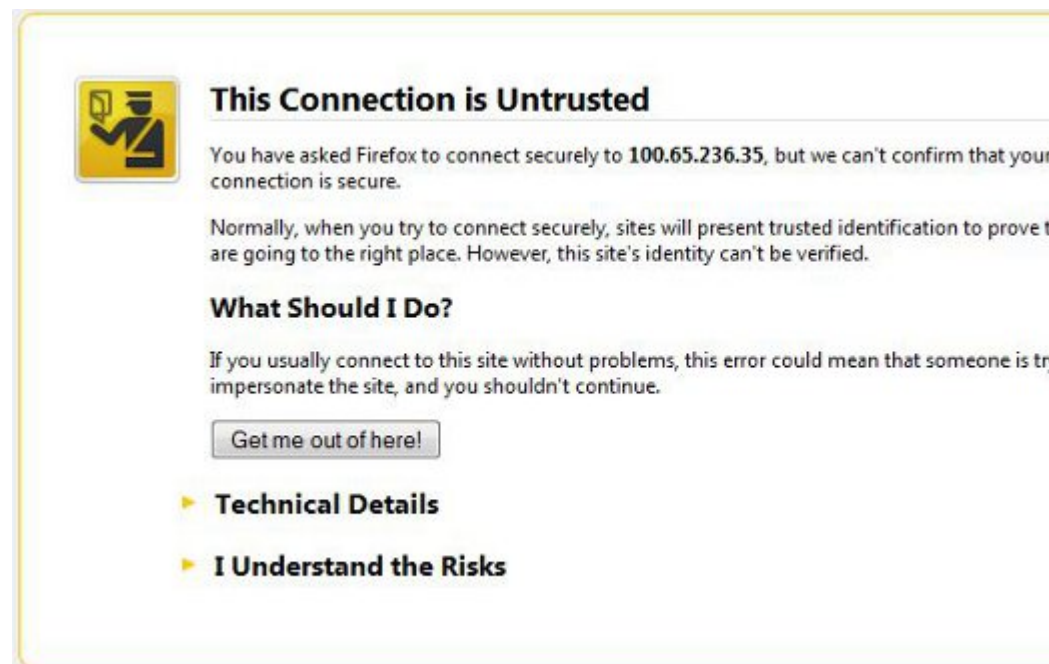 This Connection is Untrusted
You have asked Firefox to connect securely to 100.65.236.35, but we can't confirm that your
connection is secure.
Normally, when you try to connect securely, sites will present trusted identification to prove t
are going to the right place. However, this site's identity can't be verified.
What Should I Do?
If you usually connect to this site without problems, this error could mean that someone is tr
impersonate the site, and you shouldn't continue.
Get me out of here!
Technical Details
I Understand the Risks